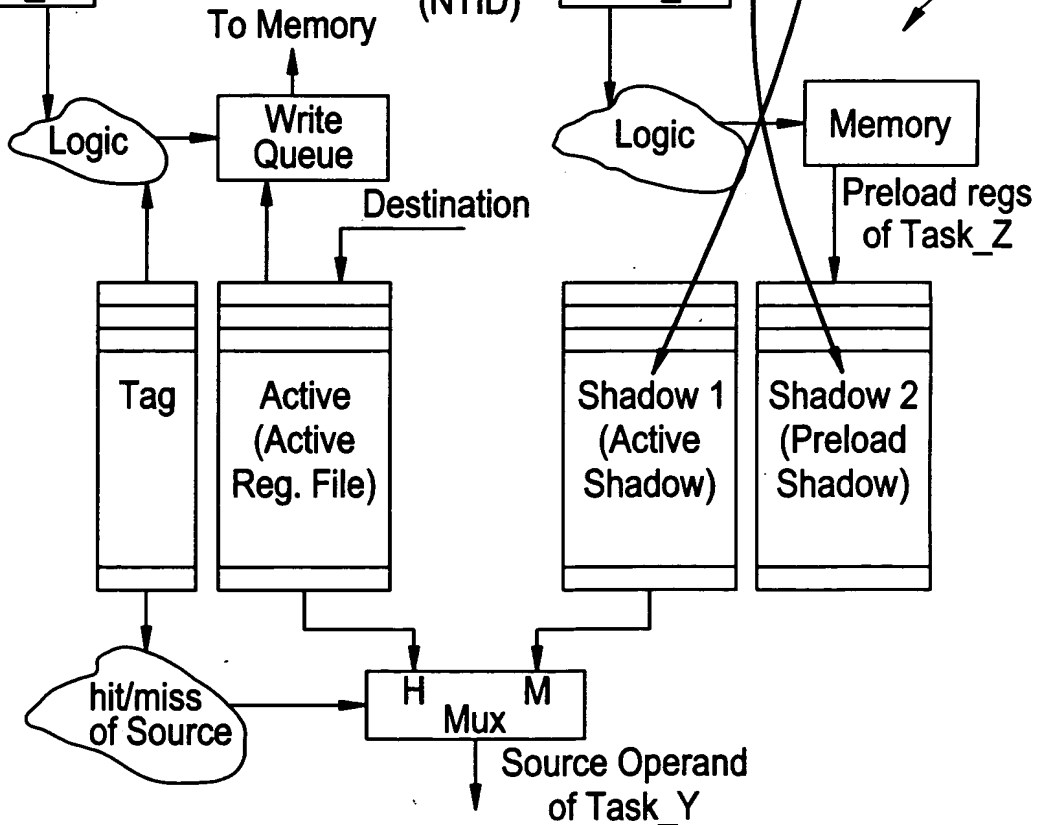 (NTID)
To Memory
Logic
Write
Queue
Logic
Memory
Destination
Preload regs
of Task_Z
Tag
Active
(Active
Reg. File)
Shadow 1
(Active
Shadow)
Shadow 2
(Preload
Shadow)
hit/miss
of Source
H
M
Mux
Source Operand
of Task_Y